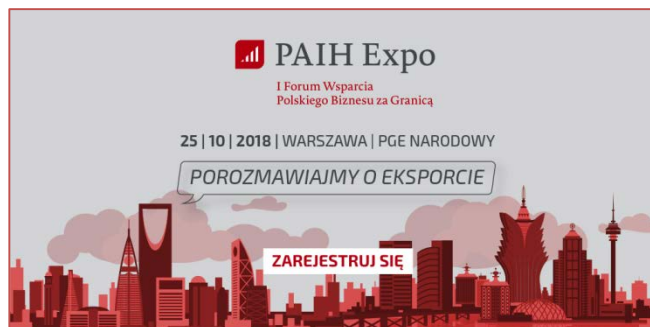 PAIH Expo
I Forum Wsparcia
Polskiego Biznesu za Granicą
25 | 10 | 2018 | WARSZAWA | PGE NARODOWY
POROZMAWIAJMY O EKSPORCIE
ZAREJESTRUJ SIĘ